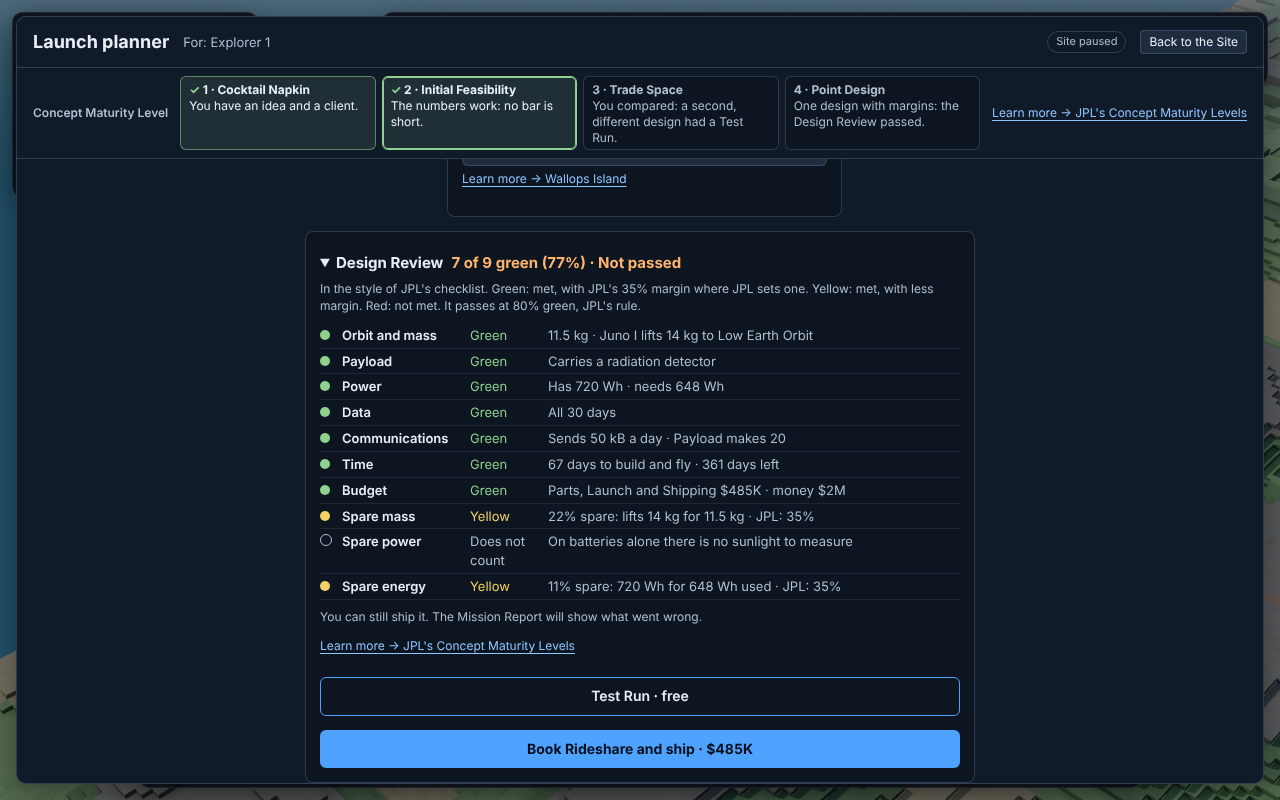 Launch planner For: Explorer 1 Site paused Back to the Site
Concept Maturity Level
✓ 1 · Cocktail Napkin
You have an idea and a client.
✓ 2 · Initial Feasibility
The numbers work: no bar is
short.
3 · Trade Space
You compared: a second,
different design had a Test
Run.
4 · Point Design
One design with margins: the
Design Review passed.
Learn more → JPL's Concept Maturity Levels
Learn more → Wallops Island
▼ Design Review 7 of 9 green (77%) · Not passed
In the style of JPL's checklist. Green: met, with JPL's 35% margin where JPL sets one. Yellow: met, with less
margin. Red: not met. It passes at 80% green, JPL's rule.
Orbit and mass Green 11.5 kg · Juno I lifts 14 kg to Low Earth Orbit
Payload Green Carries a radiation detector
Power Green Has 720 Wh · needs 648 Wh
Data Green All 30 days
Communications Green Sends 50 kB a day · Payload makes 20
Time Green 67 days to build and fly · 361 days left
Budget Green Parts, Launch and Shipping $485K · money $2M
Spare mass Yellow 22% spare: lifts 14 kg for 11.5 kg · JPL: 35%
Spare power Does not count On batteries alone there is no sunlight to measure
Spare energy Yellow 11% spare: 720 Wh for 648 Wh used · JPL: 35%
You can still ship it. The Mission Report will show what went wrong.
Learn more → JPL's Concept Maturity Levels
Test Run · free
Book Rideshare and ship · $485K